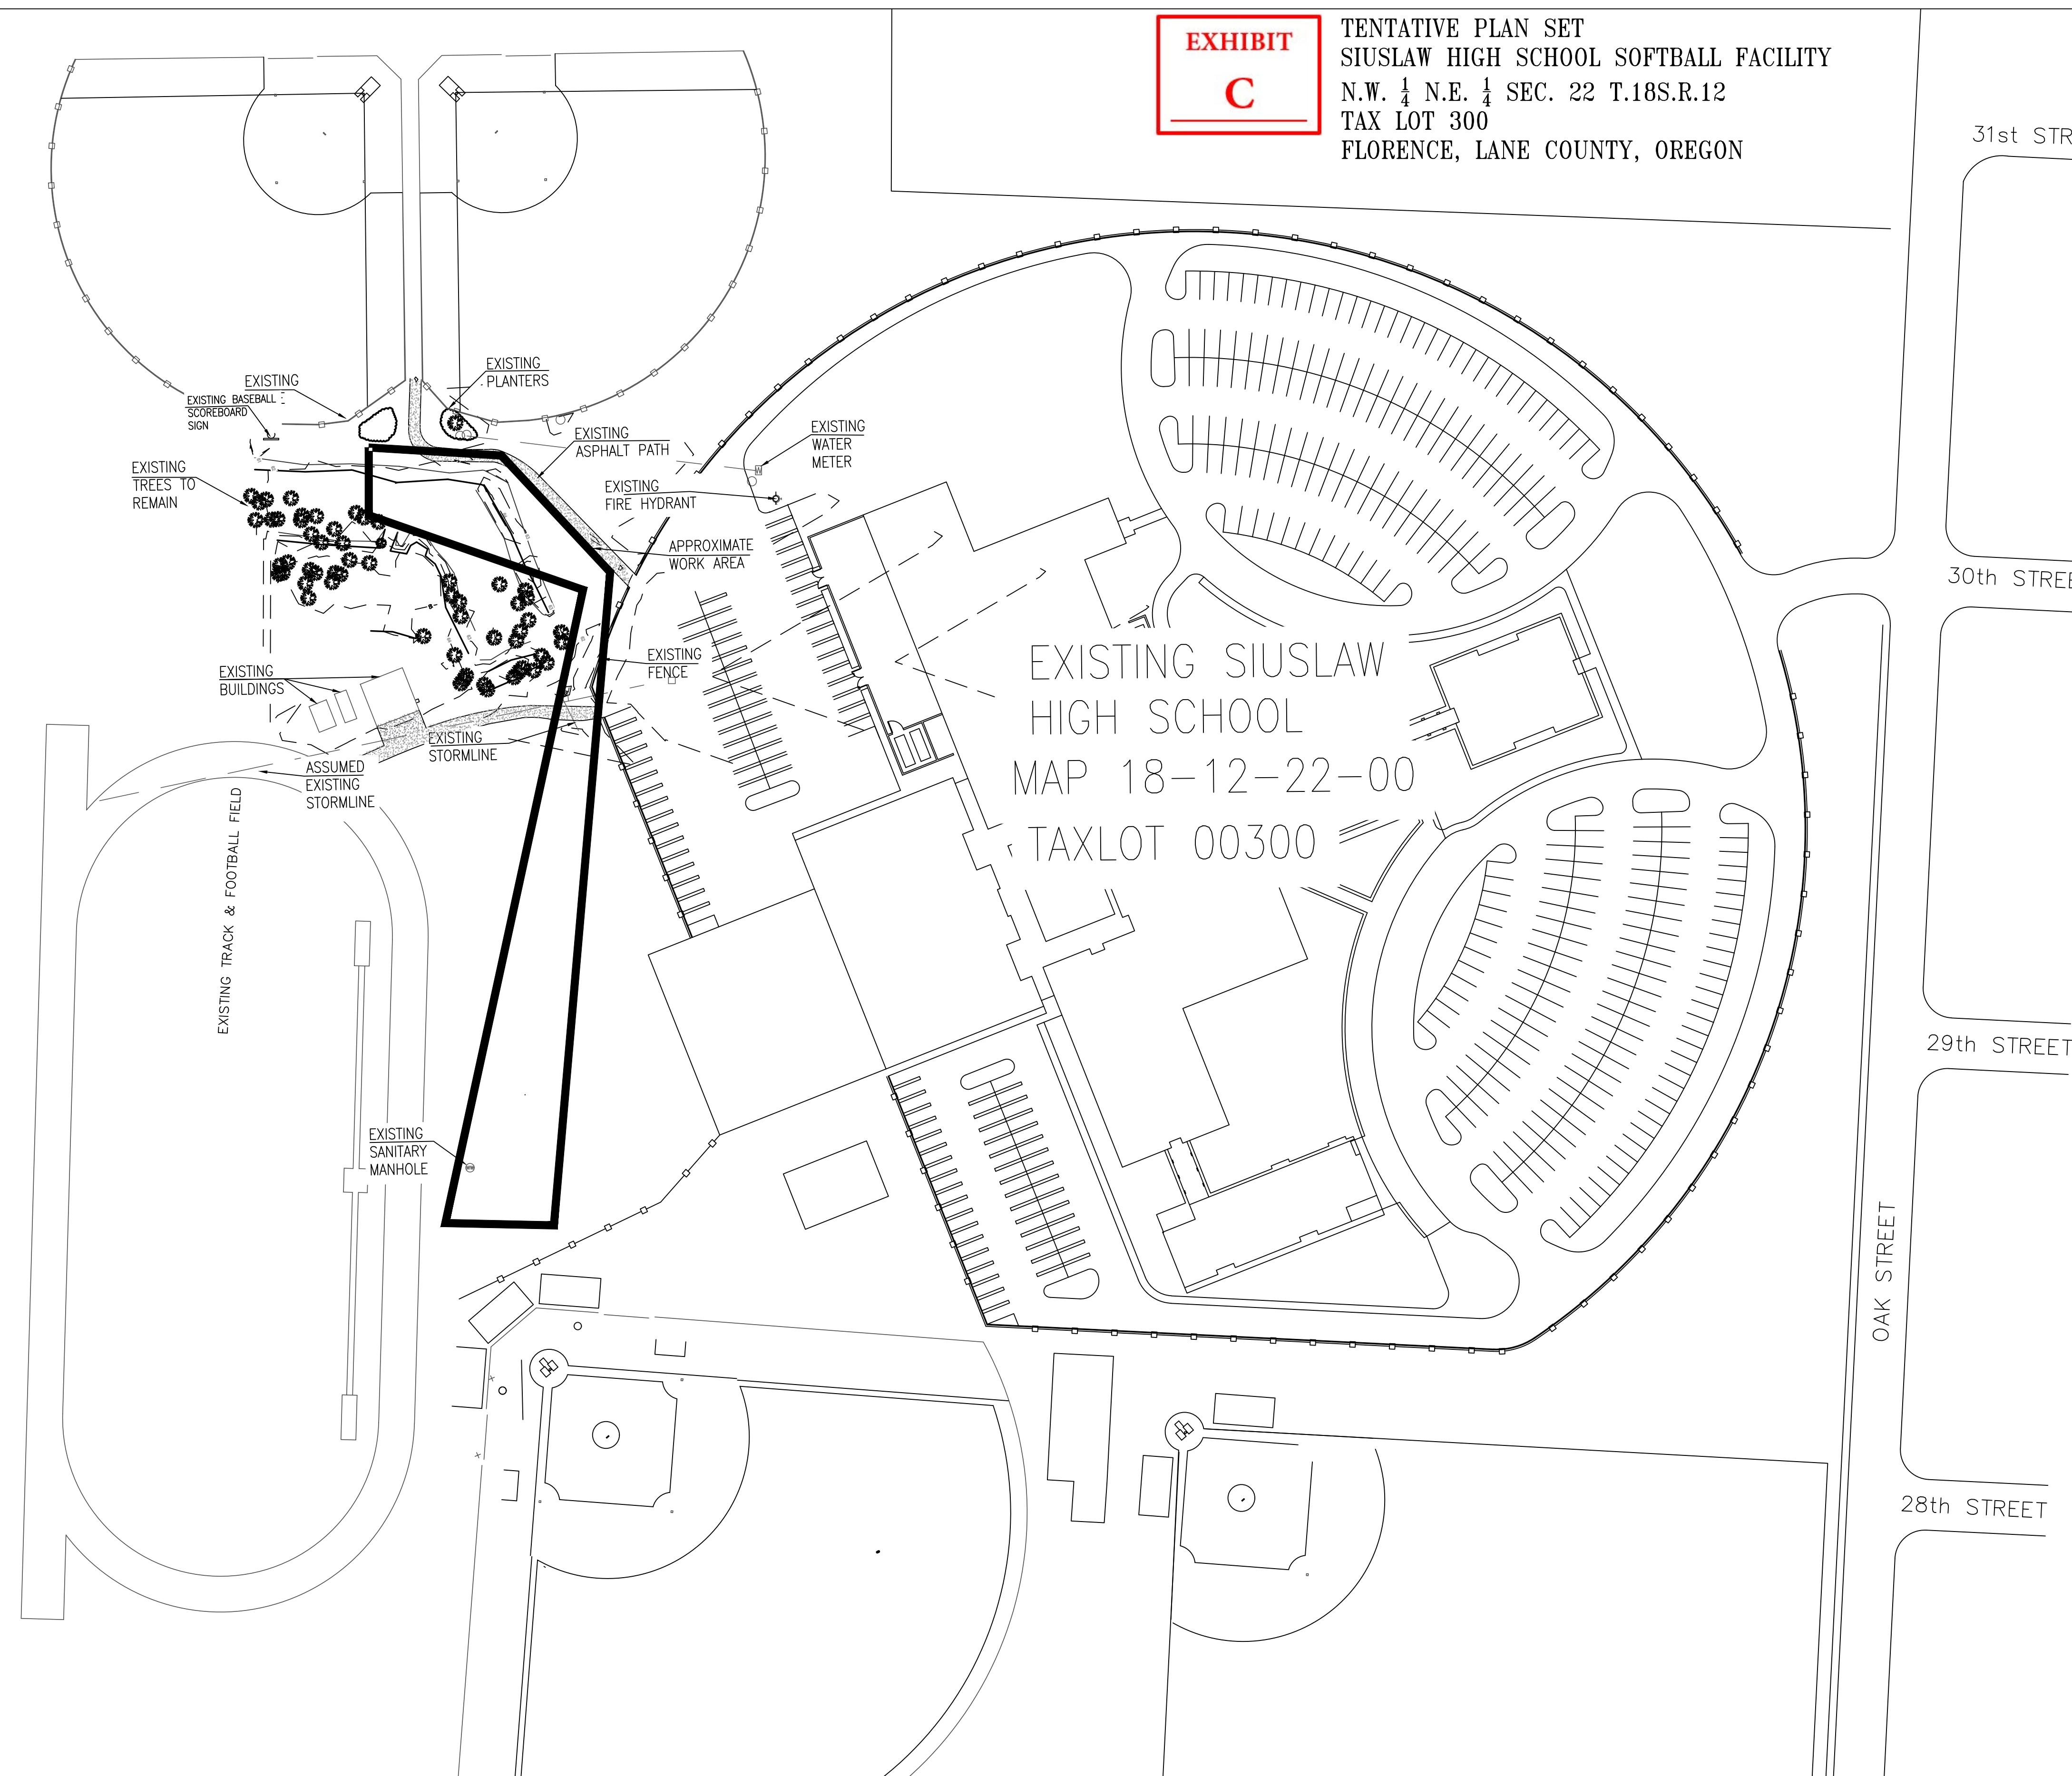 EXHIBIT
C
TENTATIVE PLAN SET
SIUSLAW HIGH SCHOOL SOFTBALL FACILITY
N.W. 1/4 N.E. 1/4 SEC. 22 T.18S.R.12
TAX LOT 300
FLORENCE, LANE COUNTY, OREGON
31st STR
EXISTING
PLANTERS
EXISTING
EXISTING BASEBALL
SCOREBOARD
SIGN
EXISTING
ASPHALT PATH
EXISTING
WATER
METER
EXISTING
TREES TO
REMAIN
EXISTING
FIRE HYDRANT
APPROXIMATE
WORK AREA
30th STREE
EXISTING
FENCE
EXISTING
BUILDINGS
EXISTING SIUSLAW
HIGH SCHOOL
MAP 18-12-22-00
TAXLOT 00300
EXISTING
STORMLINE
ASSUMED
EXISTING
STORMLINE
EXISTING TRACK & FOOTBALL FIELD
29th STREET
EXISTING
SANITARY
MANHOLE
OAK STREET
28th STREET